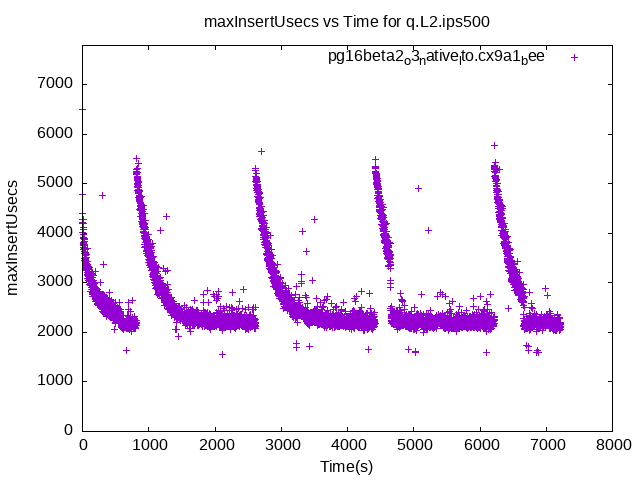 maxInsertUsecs vs Time for q.L2.ips500
pg16beta2o3native lto.cx9a1bee
7000
6000
5000
4000
3000
2000
1000
0
maxInsertUsecs
0 1000 2000 3000 4000 5000 6000 7000 8000
Time(s)